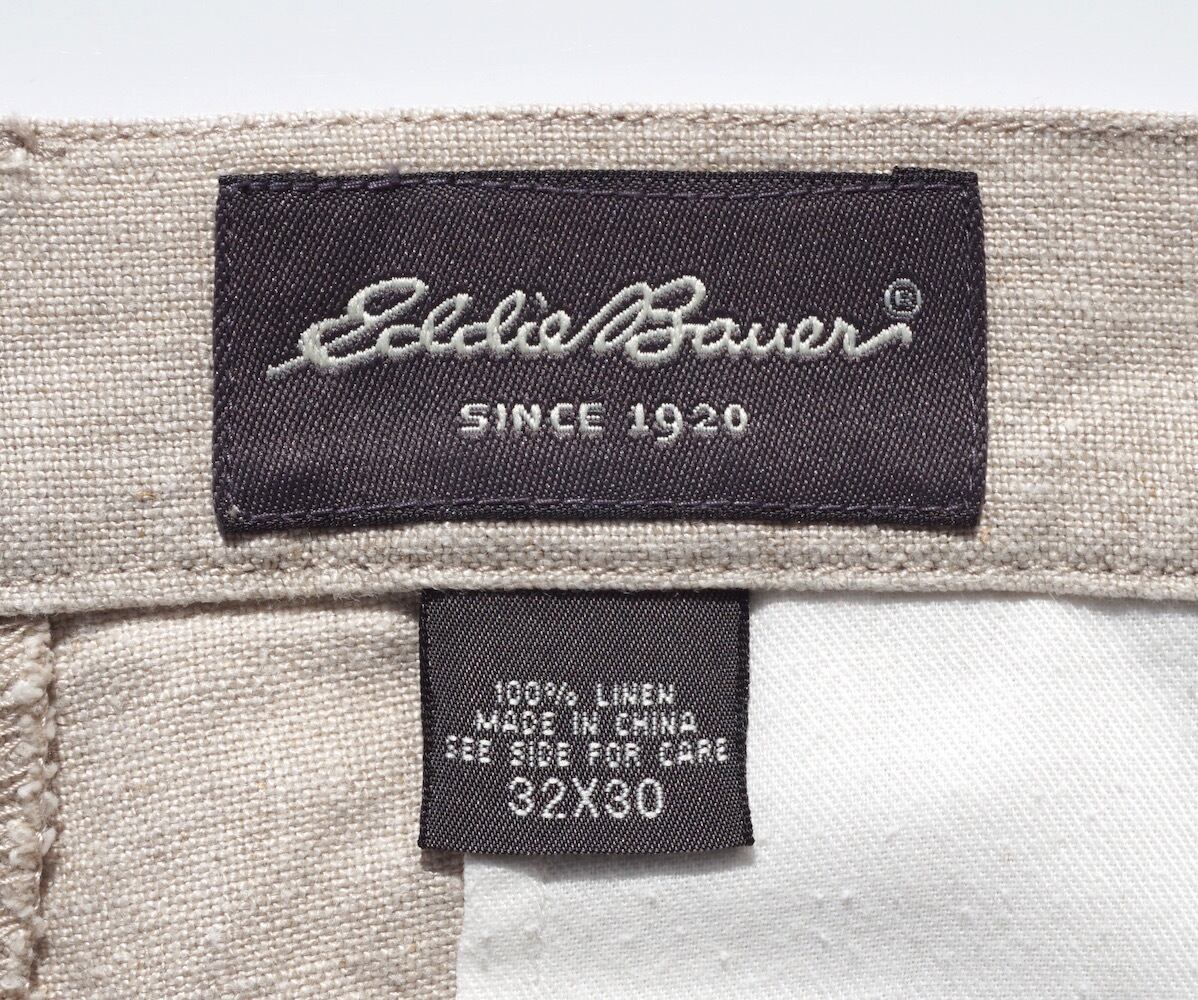 Eddie Bauer®
SINCE 1920
100% LINEN
MADE IN CHINA
SEE SIDE FOR CARE
32X30